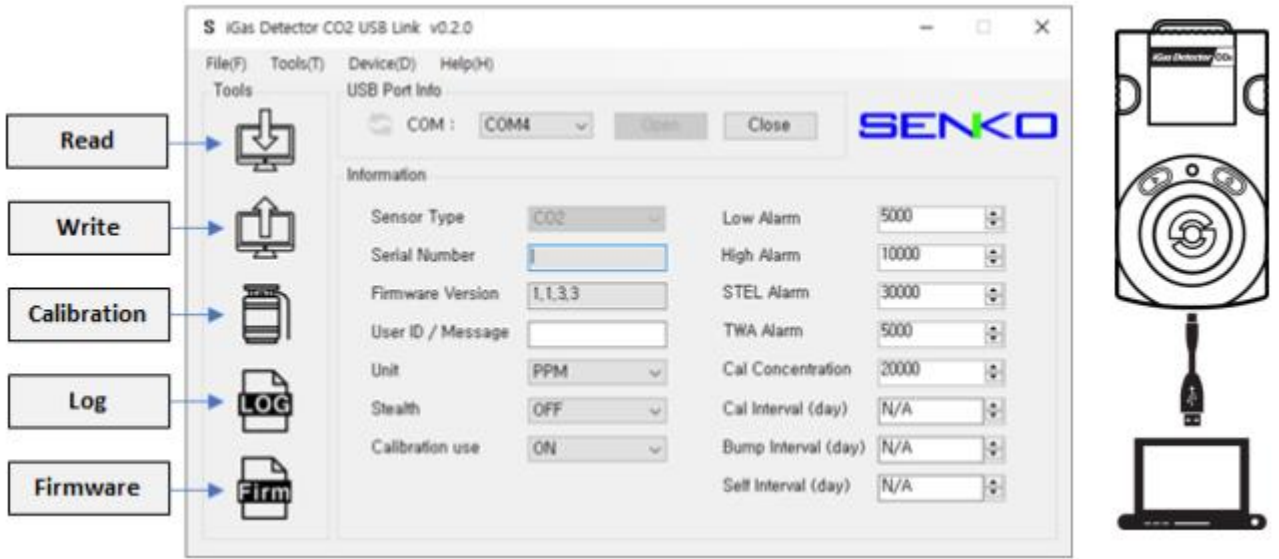 S iGas Detector CO2 USB Link v0.2.0
File(F) Tools(T) Device(D) Help(H)
Tools
USB Port Info
COM : COM4 Open Close
SENKO
Read
Write
Calibration
Log
Firmware
LOG
Firm
Information
Sensor Type CO2
Serial Number
Firmware Version 1,1,3,3
User ID / Message
Unit PPM
Stealth OFF
Calibration use ON
Low Alarm 5000
High Alarm 10000
STEL Alarm 30000
TWA Alarm 5000
Cal Concentration 20000
Cal Interval (day) N/A
Bump Interval (day) N/A
Self Interval (day) N/A
iGas Detector CO2